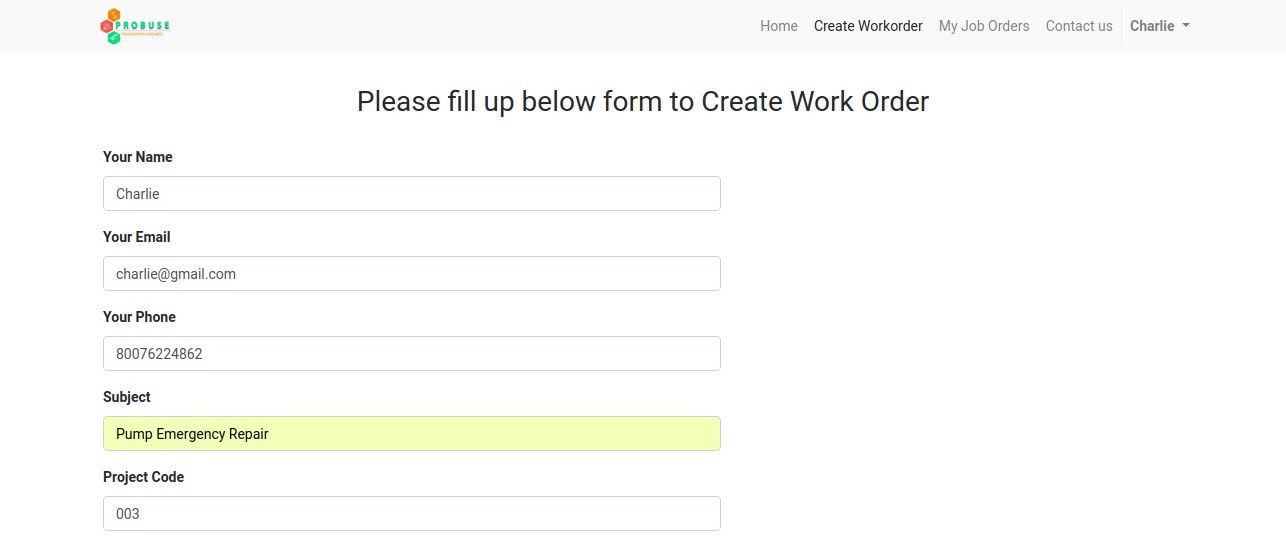 PROBUSE
Home Create Workorder My Job Orders Contact us Charlie
Please fill up below form to Create Work Order
Your Name
Charlie
Your Email
charlie@gmail.com
Your Phone
80076224862
Subject
Pump Emergency Repair
Project Code
003